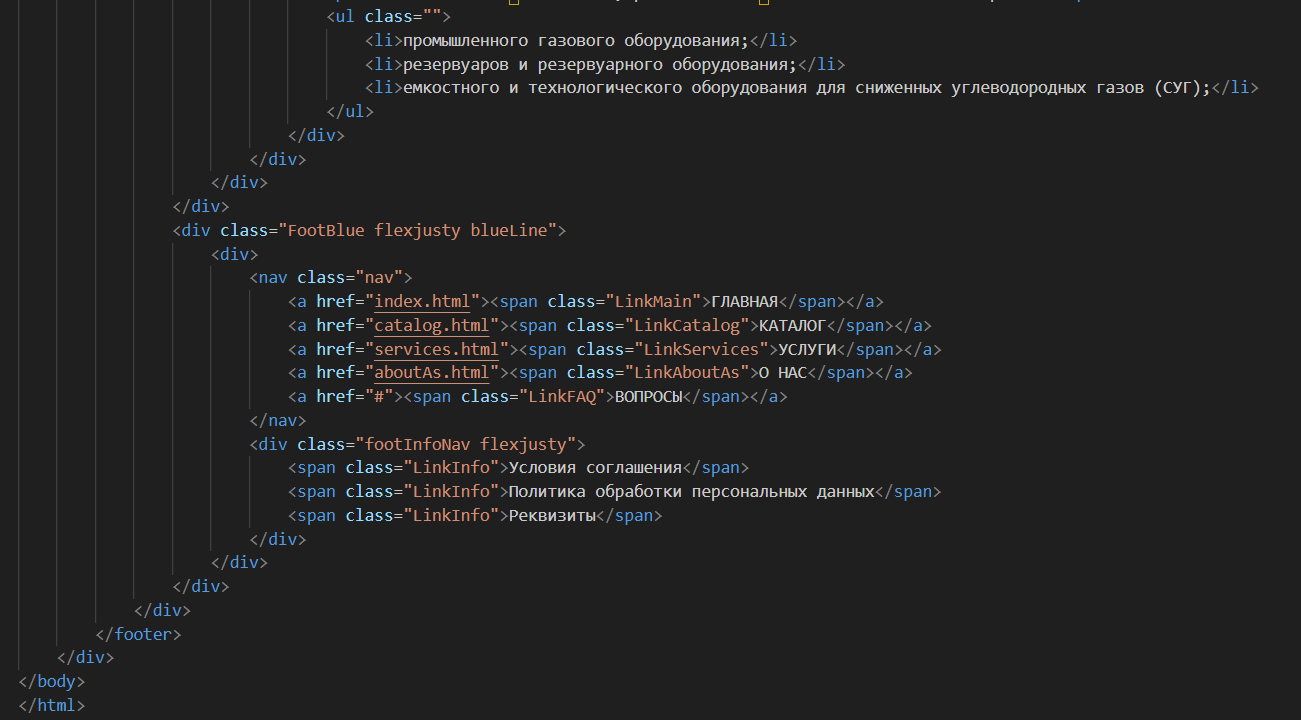 <ul class="">
<li>промышленного газового оборудования;</li>
<li>резервуаров и резервуарного оборудования;</li>
<li>емкостного и технологического оборудования для сниженных углеводородных газов (СУГ);</li>
</ul>
</div>
</div>
</div>
</div>
<div class="FootBlue flexjusty blueLine">
<div>
<nav class="nav">
<a href="index.html"><span class="LinkMain">ГЛАВНАЯ</span></a>
<a href="catalog.html"><span class="LinkCatalog">КАТАЛОГ</span></a>
<a href="services.html"><span class="LinkServices">УСЛУГИ</span></a>
<a href="aboutAs.html"><span class="LinkAboutAs">О НАС</span></a>
<a href="#"><span class="LinkFAQ">ВОПРОСЫ</span></a>
</nav>
<div class="footInfoNav flexjusty">
<span class="LinkInfo">Условия соглашения</span>
<span class="LinkInfo">Политика обработки персональных данных</span>
<span class="LinkInfo">Реквизиты</span>
</div>
</div>
</div>
</div>
</footer>
</div>
</body>
</html>